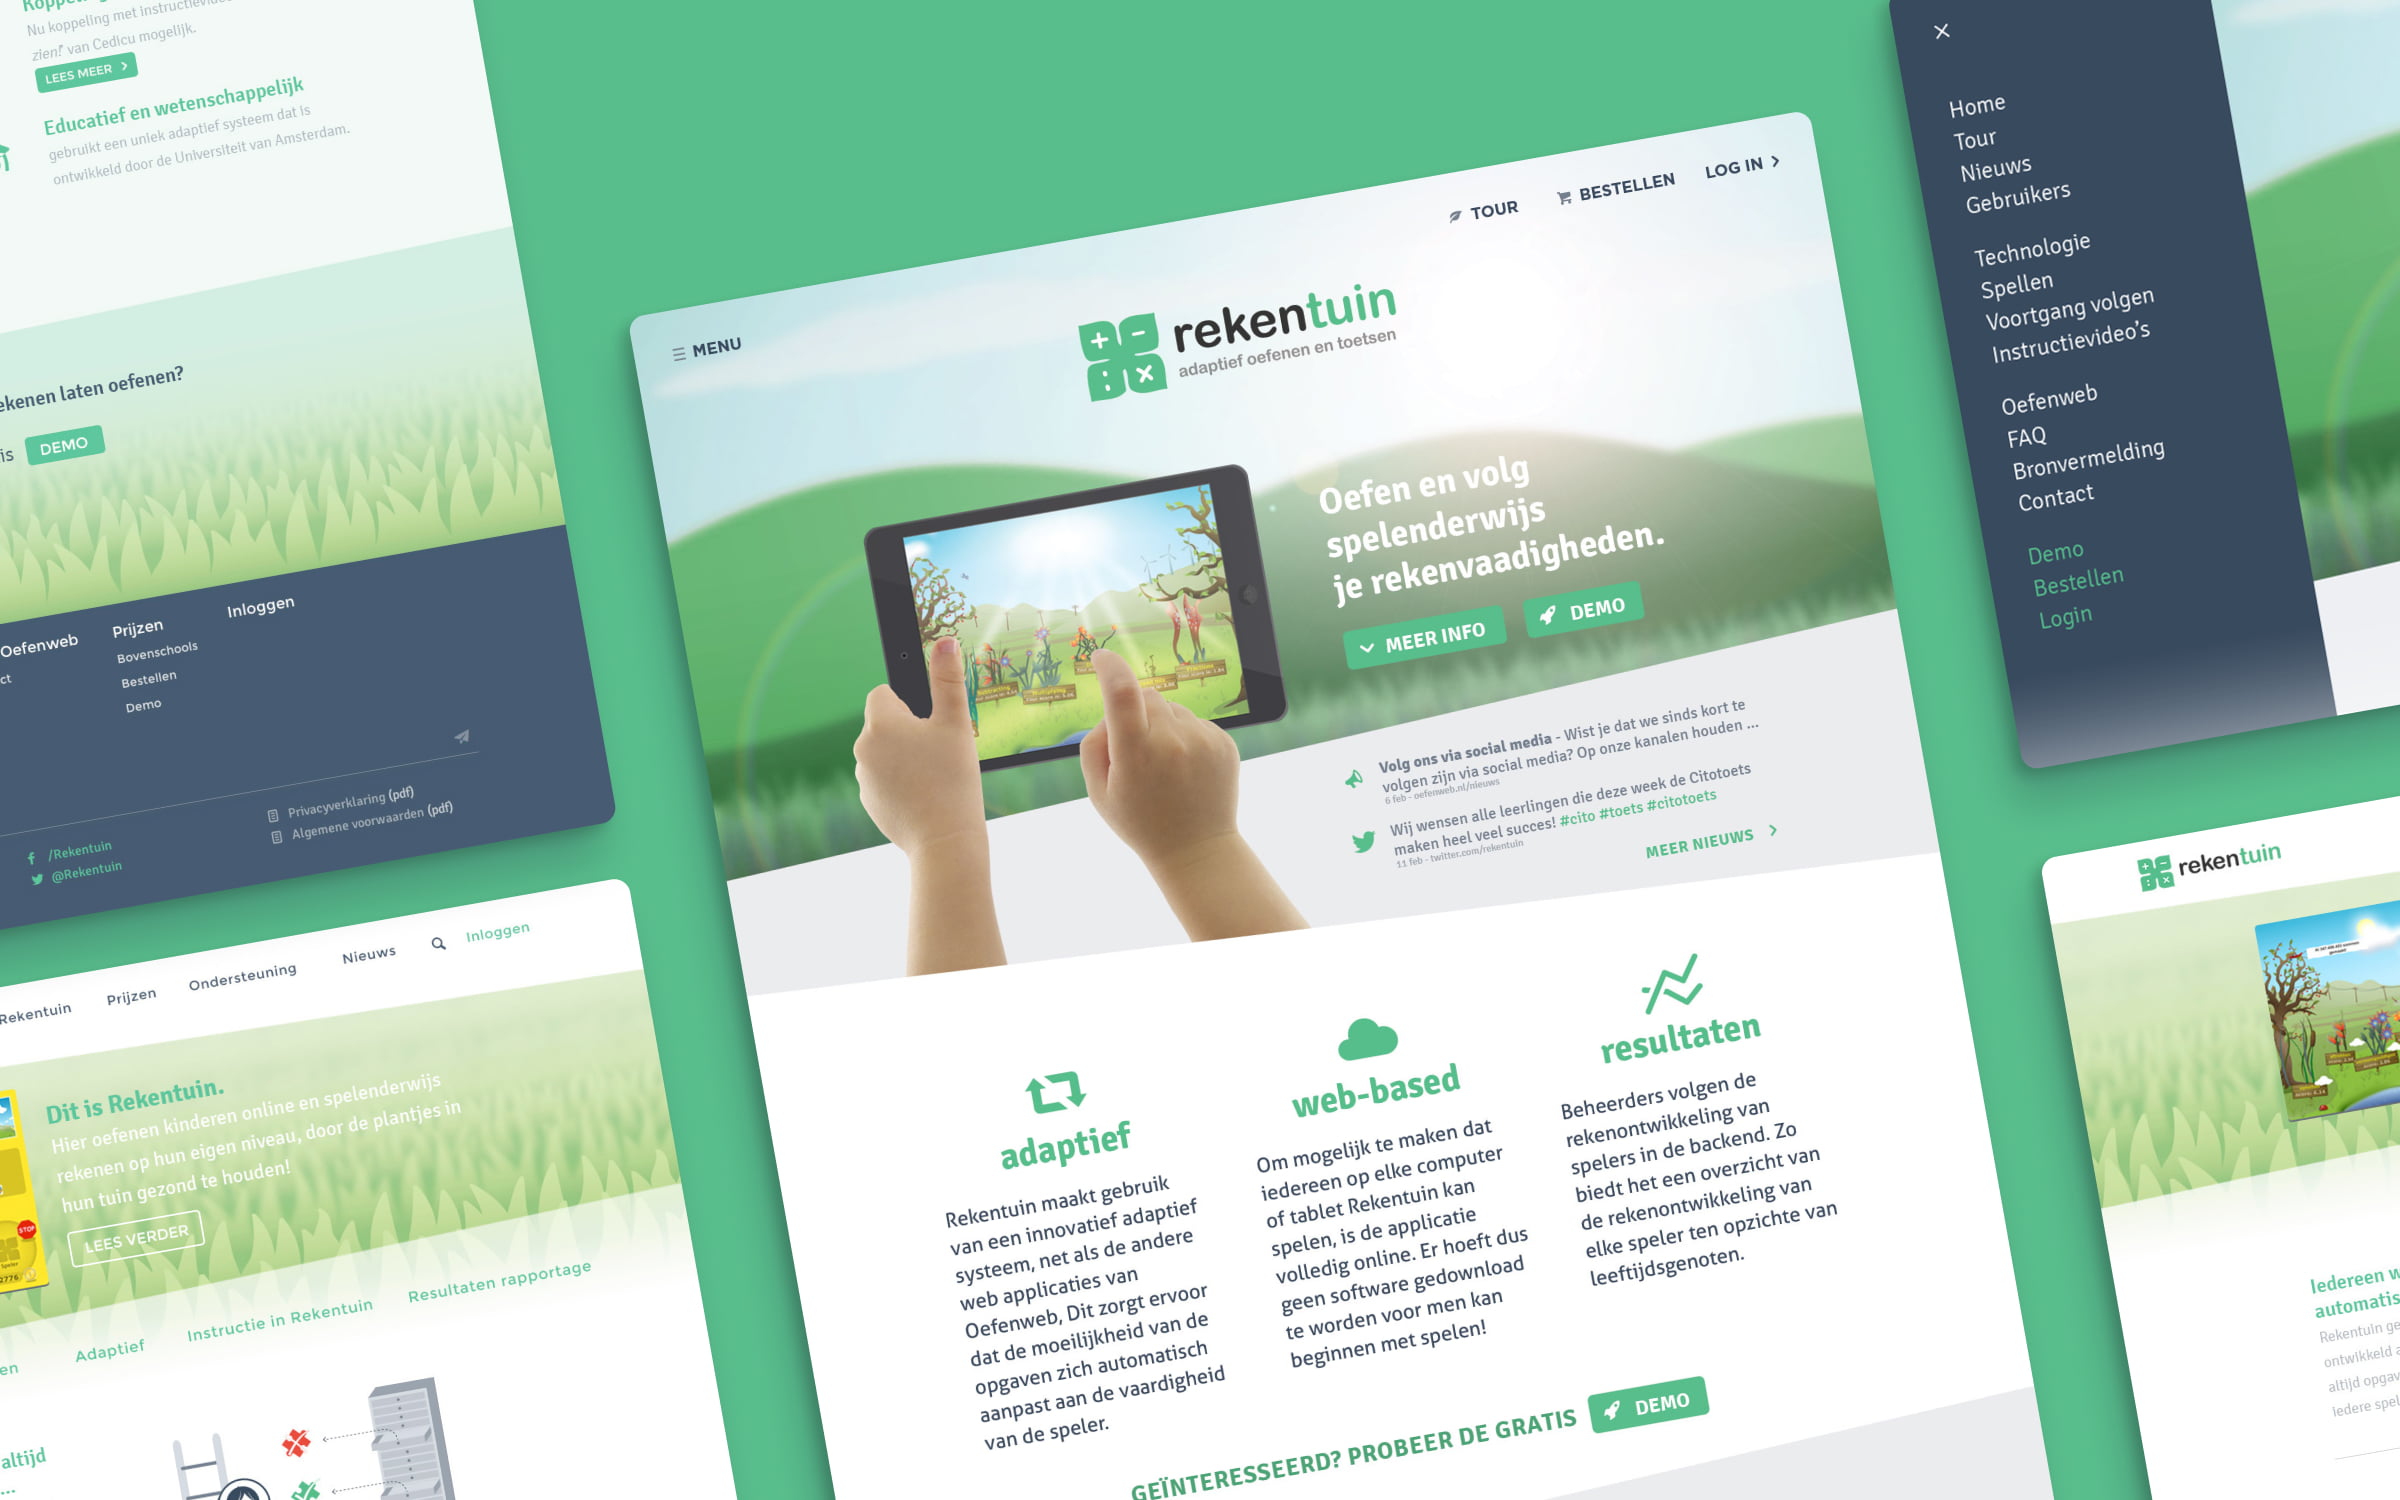 Nu koppeling met instructievideo
zien!' van Cedicu mogelijk.
LEES MEER
Educatief en wetenschappelijk
gebruikt een uniek adaptief systeem dat is
ontwikkeld door de Universiteit van Amsterdam.
ekenen laten oefenen?
is DEMO
Oefenweb
ct
Prijzen
Bovenschools
Bestellen
Demo
Inloggen
/Rekentuin
@Rekentuin
Privacyverklaring (pdf)
Algemene voorwaarden (pdf)
Rekentuin Prijzen Ondersteuning Nieuws Inloggen
Dit is Rekentuin.
Hier oefenen kinderen online en spelenderwijs
rekenen op hun eigen niveau, door de plantjes in
hun tuin gezond te houden!
LEES VERDER
STOP
Speler
2776
en Adaptief Instructie in Rekentuin Resultaten rapportage
altijd
...
MENU
TOUR BESTELLEN LOG IN
rekentuin
adaptief oefenen en toetsen
Oefen en volg
spelenderwijs
je rekenvaadigheden.
MEER INFO DEMO
Subtracting
Multiplying
Fractions
Volg ons via social media - Wist je dat we sinds kort te
volgen zijn via social media? Op onze kanalen houden ...
6 feb - oefenweb.nl/nieuws
Wij wensen alle leerlingen die deze week de Citotoets
maken heel veel succes! #cito #toets #citotoets
11 feb - twitter.com/rekentuin
MEER NIEUWS
adaptief
Rekentuin maakt gebruik
van een innovatief adaptief
systeem, net als de andere
web applicaties van
Oefenweb, Dit zorgt ervoor
dat de moeilijkheid van de
opgaven zich automatisch
aanpast aan de vaardigheid
van de speler.
web-based
Om mogelijk te maken dat
iedereen op elke computer
of tablet Rekentuin kan
spelen, is de applicatie
volledig online. Er hoeft dus
geen software gedownload
te worden voor men kan
beginnen met spelen!
resultaten
Beheerders volgen de
rekenontwikkeling van
spelers in de backend. Zo
biedt het een overzicht van
de rekenontwikkeling van
elke speler ten opzichte van
leeftijdsgenoten.
GEÏNTERESSEERD? PROBEER DE GRATIS DEMO
Home
Tour
Nieuws
Gebruikers
Technologie
Spellen
Voortgang volgen
Instructievideo's
Oefenweb
FAQ
Bronvermelding
Contact
Demo
Bestellen
Login
rekentuin
Iedereen w
automatis
Rekentuin ge
ontwikkeld a
altijd opgav
Iedere spel